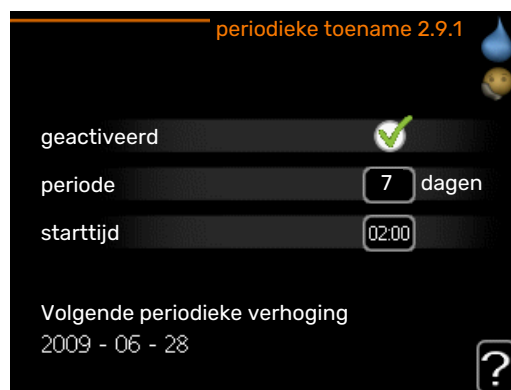 periodieke toename 2.9.1
geactiveerd
periode 7 dagen
starttijd 02:00
Volgende periodieke verhoging
2009 - 06 - 28
?